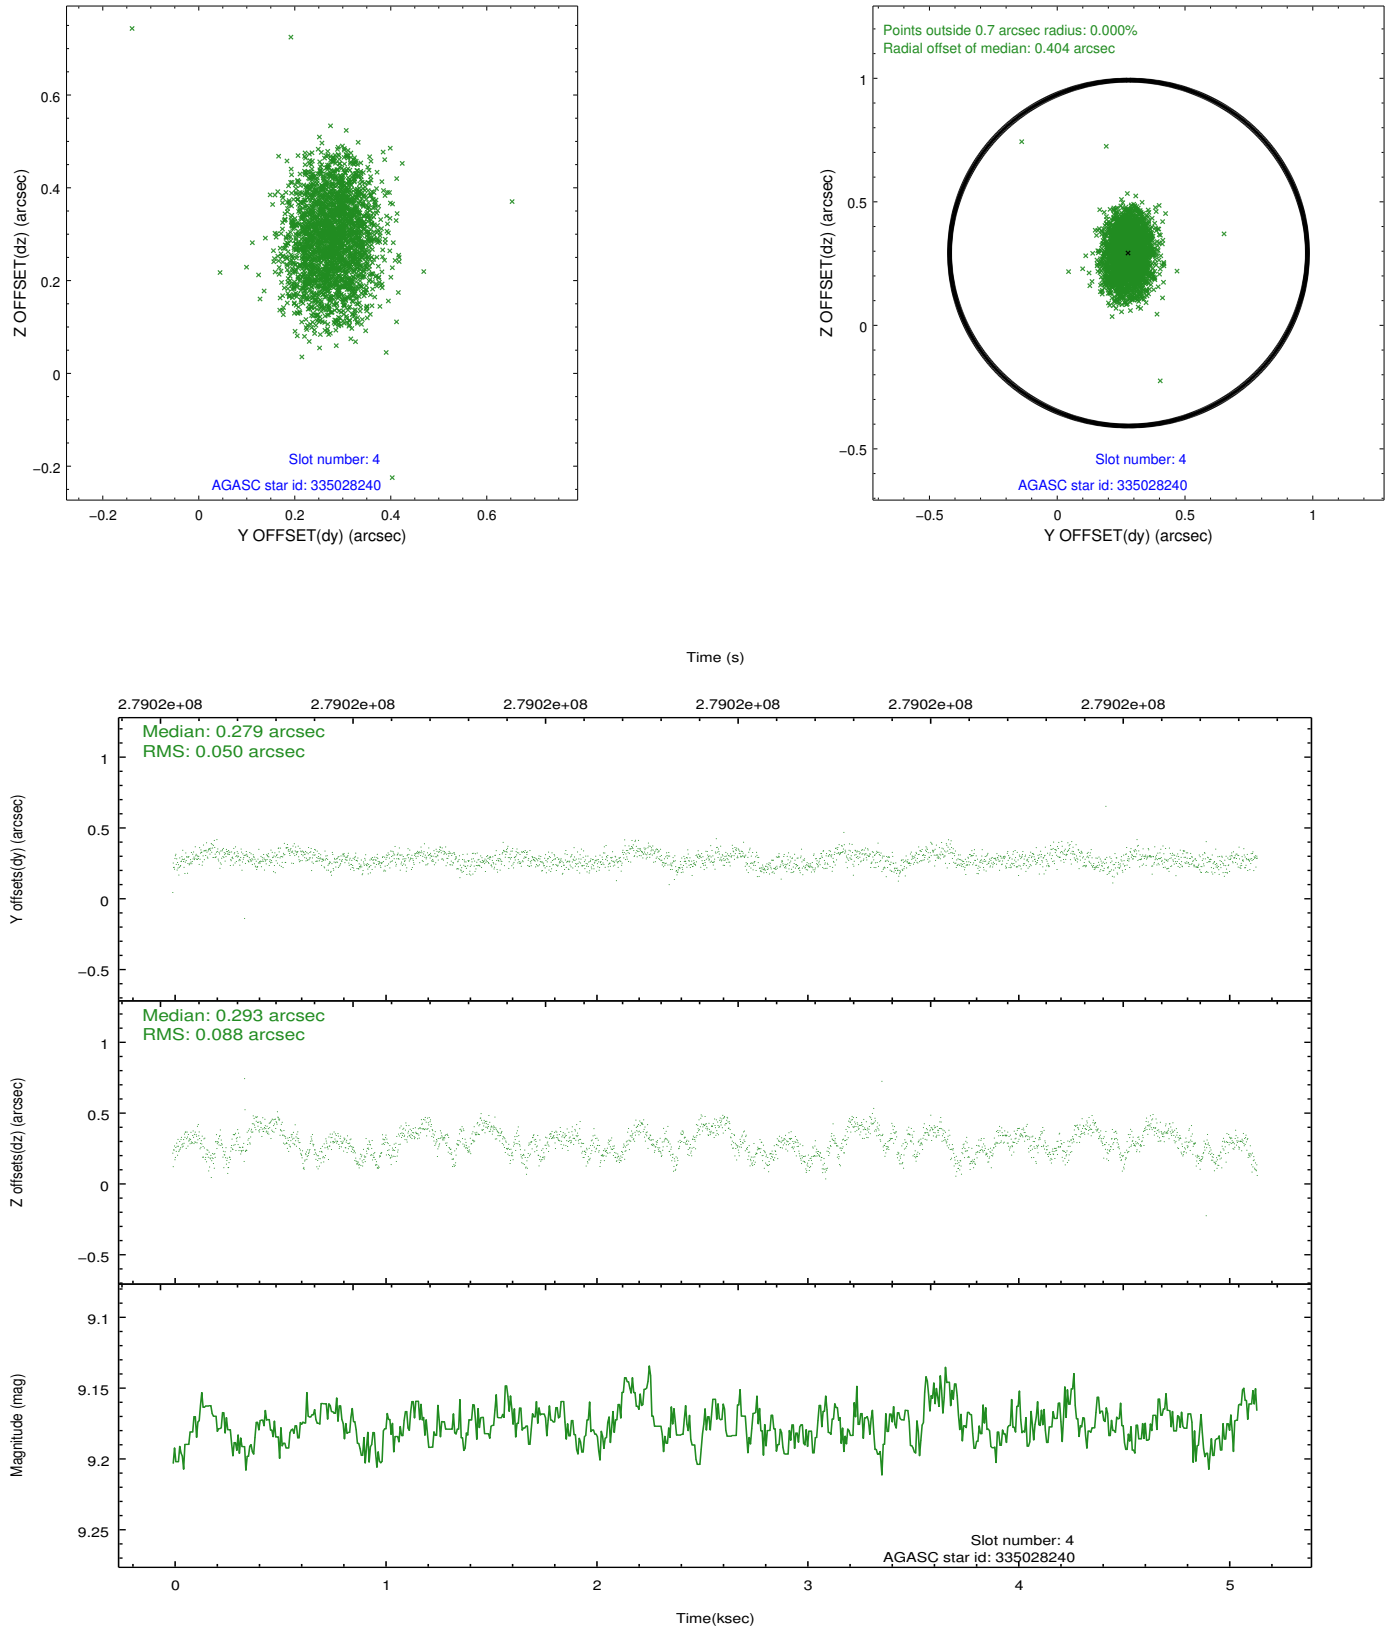 0.6
0.4
0.2
0
−0.2
Z OFFSET(dz) (arcsec)
Slot number: 4
AGASC star id: 335028240
−0.2 0 0.2 0.4 0.6
Y OFFSET(dy) (arcsec)
Points outside 0.7 arcsec radius: 0.000%
Radial offset of median: 0.404 arcsec
1
0.5
0
−0.5
Z OFFSET(dz) (arcsec)
Slot number: 4
AGASC star id: 335028240
−0.5 0 0.5 1
Y OFFSET(dy) (arcsec)
Time (s)
2.7902e+08 2.7902e+08 2.7902e+08 2.7902e+08 2.7902e+08 2.7902e+08
Median: 0.279 arcsec
RMS: 0.050 arcsec
1
0.5
0
−0.5
Y offsets(dy) (arcsec)
Median: 0.293 arcsec
RMS: 0.088 arcsec
1
0.5
0
−0.5
Z offsets(dz) (arcsec)
9.1
9.15
9.2
9.25
Magnitude (mag)
Slot number: 4
AGASC star id: 335028240
0 1 2 3 4 5
Time(ksec)